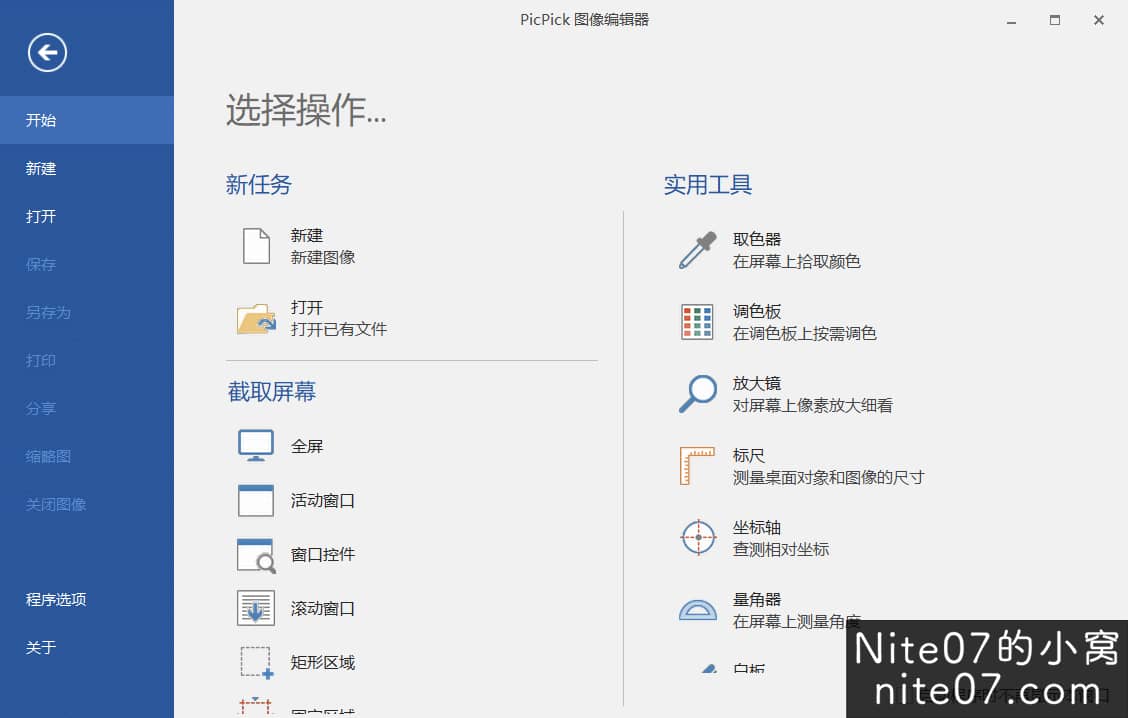 PicPick 图像编辑器
开始
新建
打开
保存
另存为
打印
分享
缩略图
关闭图像
程序选项
关于
选择操作...
新任务
新建
新建图像
打开
打开已有文件
截取屏幕
全屏
活动窗口
窗口控件
滚动窗口
矩形区域
固定区域
实用工具
取色器
在屏幕上拾取颜色
调色板
在调色板上按需调色
放大镜
对屏幕上像素放大细看
标尺
测量桌面对象和图像的尺寸
坐标轴
查测相对坐标
量角器
在屏幕上测量角度
白板
Nite07的小窝
nite07.com